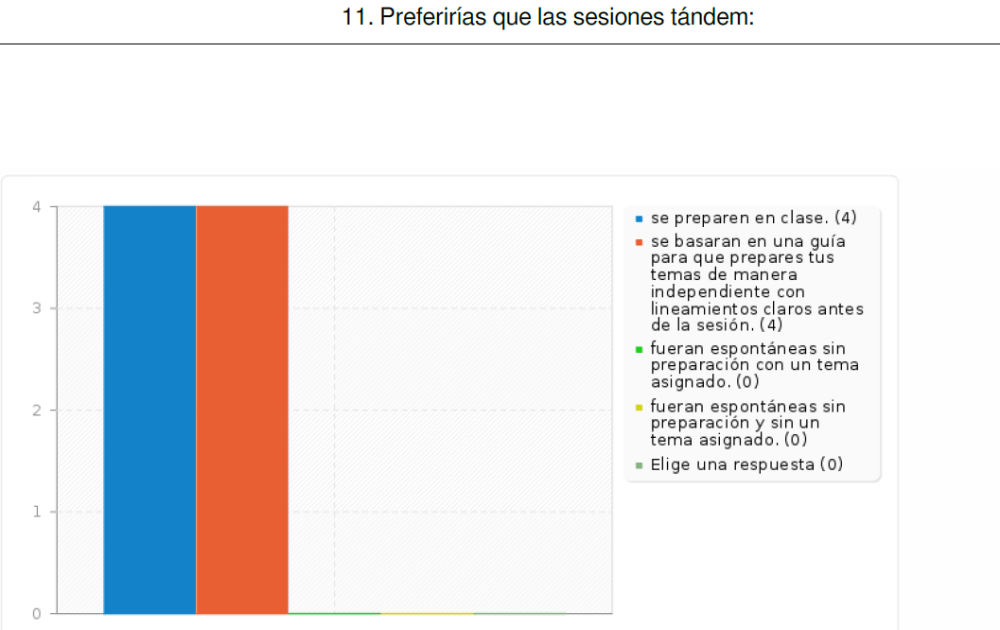 11. Preferirías que las sesiones tándem:
4
3
2
1
0
se preparen en clase. (4)
se basaran en una guía
para que prepares tus
temas de manera
independiente con
lineamientos claros antes
de la sesión. (4)
fueran espontáneas sin
preparación con un tema
asignado. (0)
fueran espontáneas sin
preparación y sin un
tema asignado. (0)
Elige una respuesta (0)